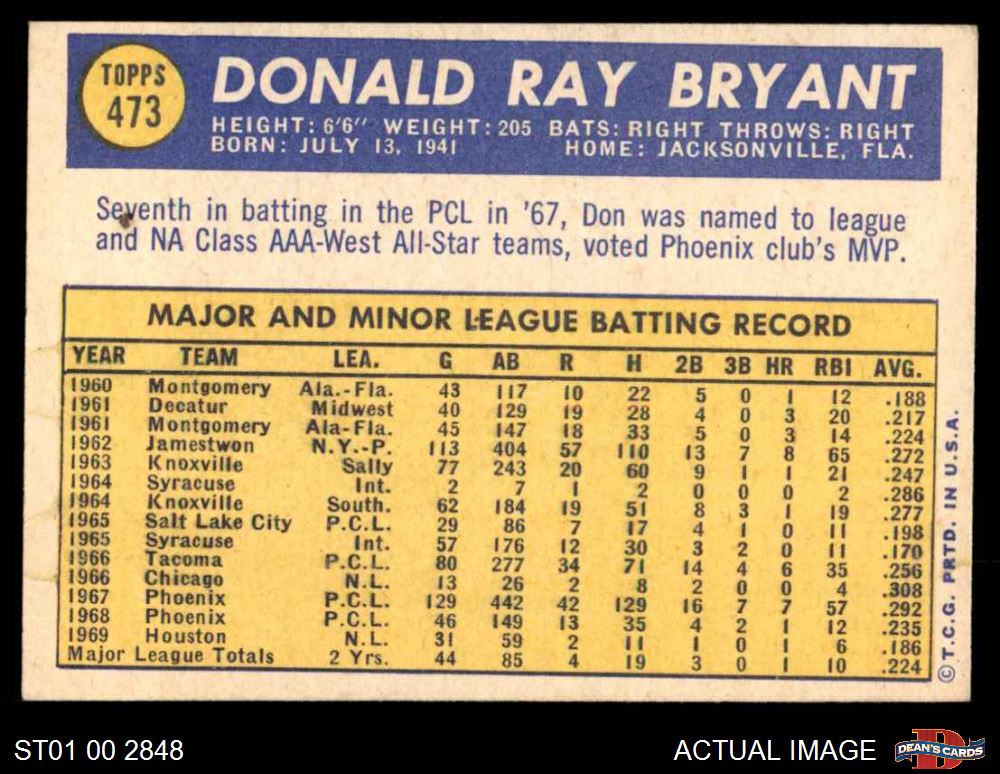 TOPPS
473
DONALD RAY BRYANT
HEIGHT: 6'6" WEIGHT: 205 BATS: RIGHT THROWS: RIGHT
BORN: JULY 13, 1941 HOME: JACKSONVILLE, FLA.
Seventh in batting in the PCL in '67, Don was named to league
and NA Class AAA-West All-Star teams, voted Phoenix club's MVP.
MAJOR AND MINOR LEAGUE BATTING RECORD
YEAR TEAM LEA. G AB R H 2B 3B HR RBI AVG.
1960 Montgomery Ala.-Fla. 43 117 10 22 5 0 1 12 .188
1961 Decatur Midwest 40 129 19 28 4 0 3 20 .217
1961 Montgomery Ala-Fla. 45 147 18 33 5 0 3 14 .224
1962 Jamestwon N.Y.-P. 113 404 57 110 13 7 8 65 .272
1963 Knoxville Sally 77 243 20 60 9 1 1 21 .247
1964 Syracuse Int. 2 7 1 2 0 0 0 2 .286
1964 Knoxville South. 62 184 19 51 8 3 1 19 .277
1965 Salt Lake City P.C.L. 29 86 7 17 4 1 0 11 .198
1965 Syracuse Int. 57 176 12 30 3 2 0 11 .170
1966 Tacoma P.C.L. 80 277 34 71 14 4 6 35 .256
1966 Chicago N.L. 13 26 2 8 2 0 0 4 .308
1967 Phoenix P.C.L. 129 442 42 129 16 7 7 57 .292
1968 Phoenix P.C.L. 46 149 13 35 4 2 1 12 .235
1969 Houston N.L. 31 59 2 11 1 0 1 6 .186
Major League Totals 2 Yrs. 44 85 4 19 3 0 1 10 .224
© T.C.G. PRTD. IN U.S.A.
ST01 00 2848
ACTUAL IMAGE
D
DEAN'S CARDS